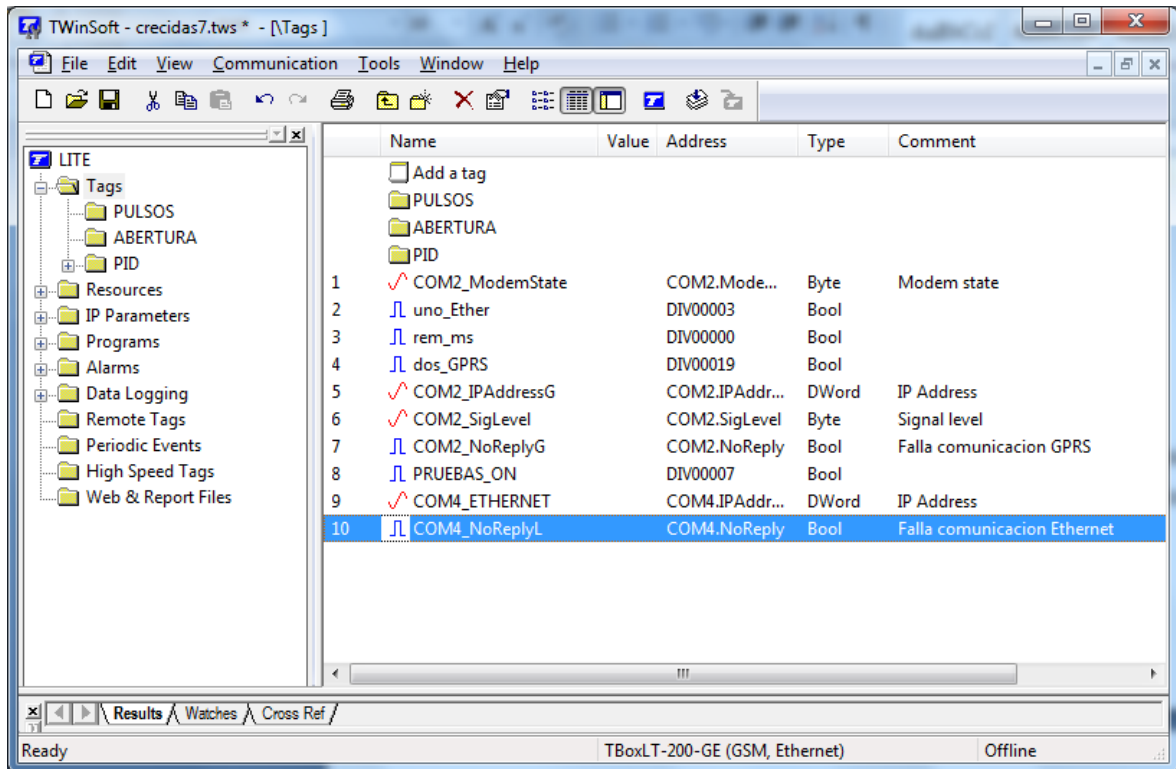 TWinSoft - crecidas7.tws * - [\Tags ]
File Edit View Communication Tools Window Help
LITE
Tags
PULSOS
ABERTURA
PID
Resources
IP Parameters
Programs
Alarms
Data Logging
Remote Tags
Periodic Events
High Speed Tags
Web & Report Files
Name Value Address Type Comment
Add a tag
PULSOS
ABERTURA
PID
1 COM2_ModemState COM2.Mode... Byte Modem state
2 uno_Ether DIV00003 Bool
3 rem_ms DIV00000 Bool
4 dos_GPRS DIV00019 Bool
5 COM2_IPAddressG COM2.IPAddr... DWord IP Address
6 COM2_SigLevel COM2.SigLevel Byte Signal level
7 COM2_NoReplyG COM2.NoReply Bool Falla comunicacion GPRS
8 PRUEBAS_ON DIV00007 Bool
9 COM4_ETHERNET COM4.IPAddr... DWord IP Address
10 COM4_NoReplyL COM4.NoReply Bool Falla comunicacion Ethernet
Results Watches Cross Ref
Ready TBoxLT-200-GE (GSM, Ethernet) Offline